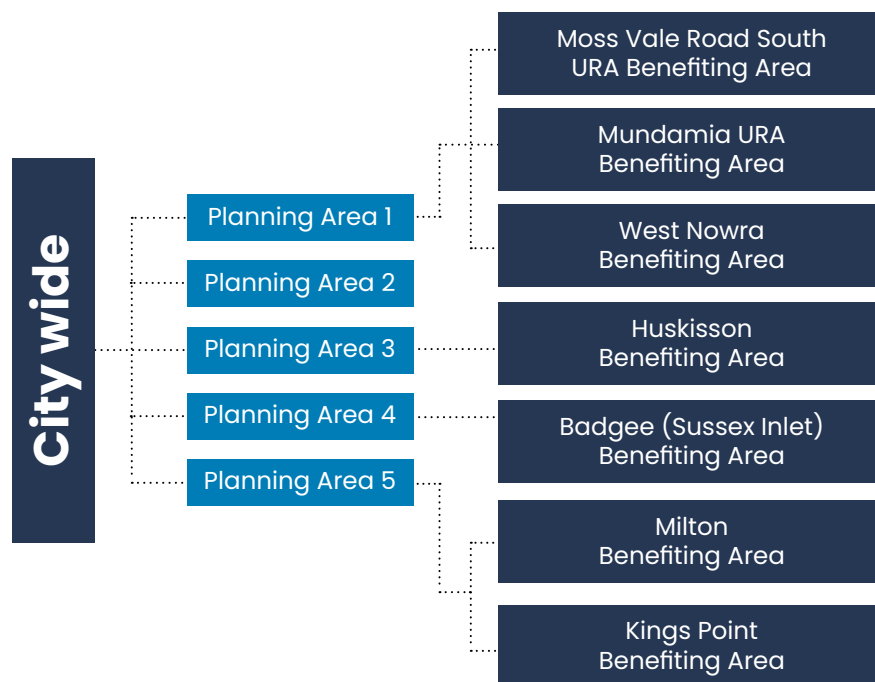 City wide
Planning Area 1
Planning Area 2
Planning Area 3
Planning Area 4
Planning Area 5
Moss Vale Road South
URA Benefiting Area
Mundamia URA
Benefiting Area
West Nowra
Benefiting Area
Huskisson
Benefiting Area
Badgee (Sussex Inlet)
Benefiting Area
Milton
Benefiting Area
Kings Point
Benefiting Area